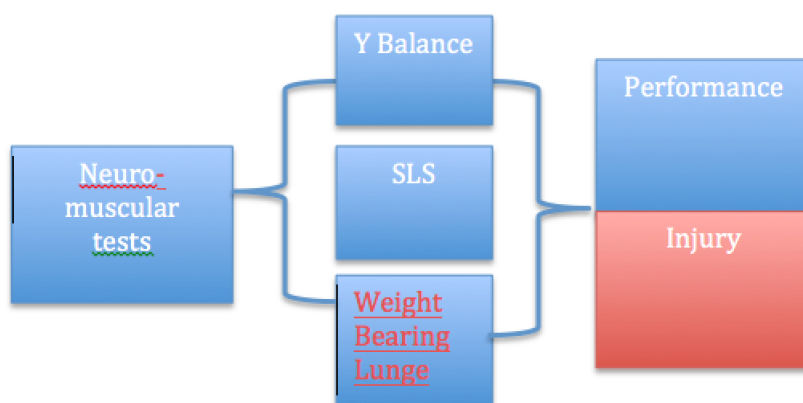 Neuro-
muscular
tests
Y Balance
SLS
Weight
Bearing
Lunge
Performance
Injury